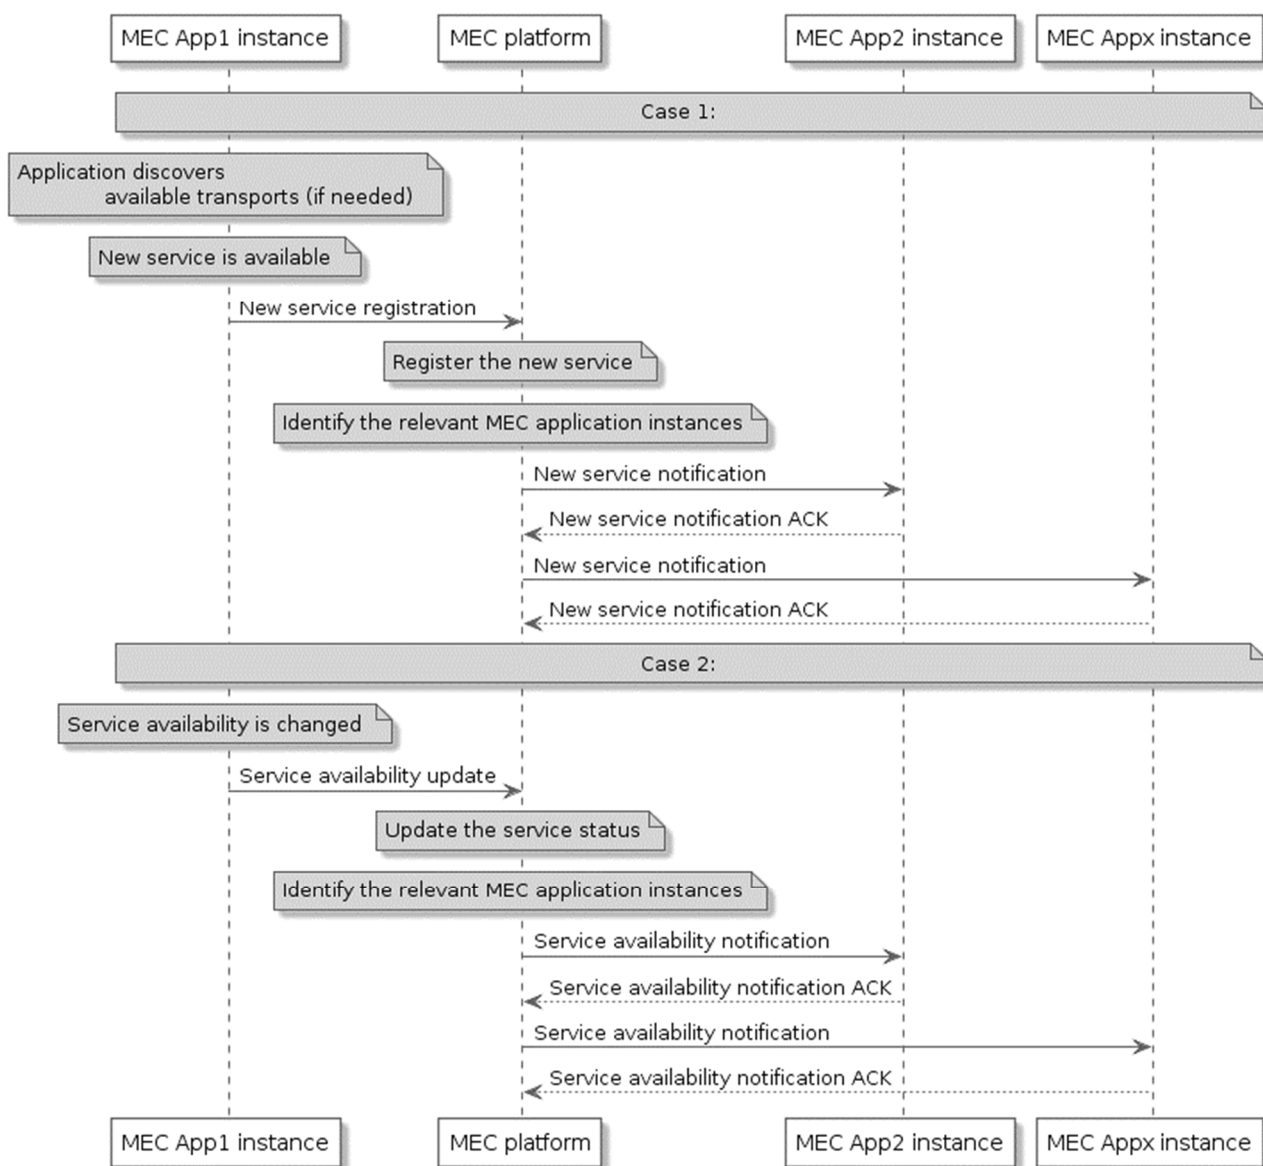 MEC App1 instance
MEC platform
MEC App2 instance
MEC Appx instance
Case 1:
Application discovers
available transports (if needed)
New service is available
New service registration
Register the new service
Identify the relevant MEC application instances
New service notification
New service notification ACK
New service notification
New service notification ACK
Case 2:
Service availability is changed
Service availability update
Update the service status
Identify the relevant MEC application instances
Service availability notification
Service availability notification ACK
Service availability notification
Service availability notification ACK
MEC App1 instance
MEC platform
MEC App2 instance
MEC Appx instance